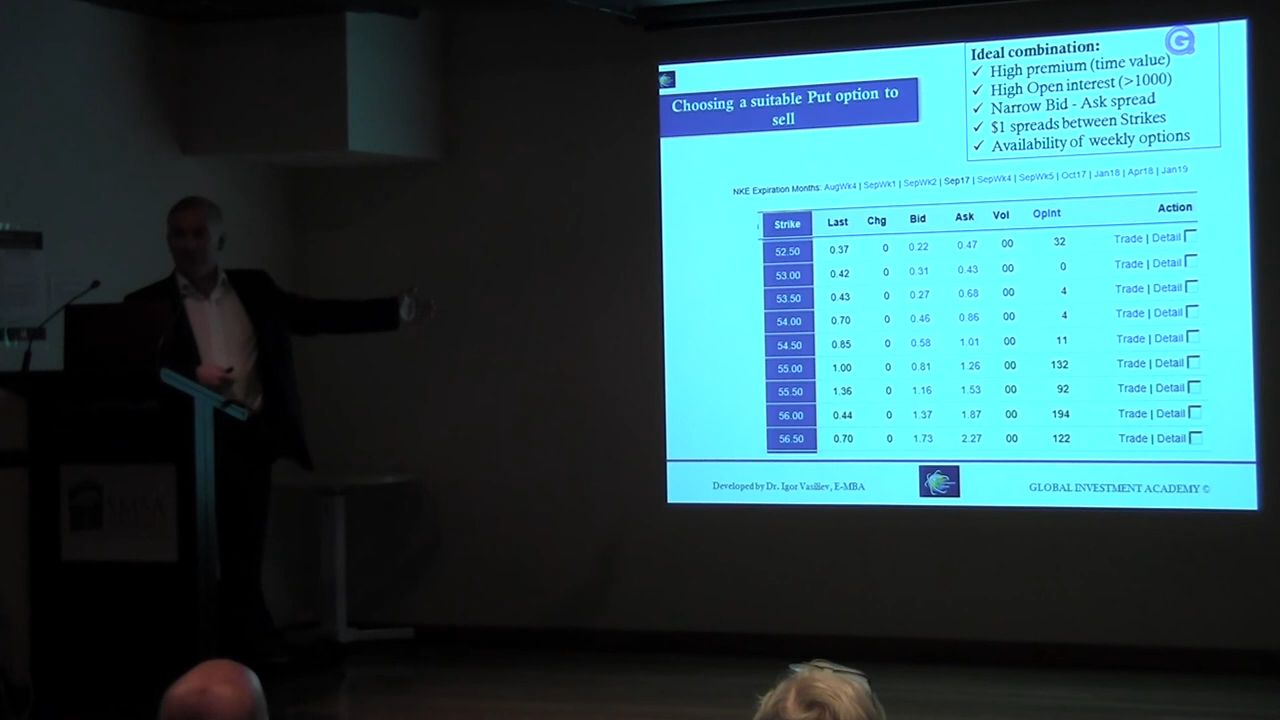 Ideal combination:
✓ High premium (time value)
✓ High Open interest (>1000)
✓ Narrow Bid - Ask spread
✓ $1 spreads between Strikes
✓ Availability of weekly options
G
Choosing a suitable Put option to
sell
NKE Expiration Months: AugWk4 | SepWk1 | SepWk2 | Sep17 | SepWk4 | SepWk5 | Oct17 | Jan18 | Apr18 | Jan19
Strike Last Chg Bid Ask Vol OpInt Action
52.50 0.37 0 0.22 0.47 00 32 Trade | Detail
53.00 0.42 0 0.31 0.43 00 0 Trade | Detail
53.50 0.43 0 0.27 0.68 00 4 Trade | Detail
54.00 0.70 0 0.46 0.86 00 4 Trade | Detail
54.50 0.85 0 0.58 1.01 00 11 Trade | Detail
55.00 1.00 0 0.81 1.26 00 132 Trade | Detail
55.50 1.36 0 1.16 1.53 00 92 Trade | Detail
56.00 0.44 0 1.37 1.87 00 194 Trade | Detail
56.50 0.70 0 1.73 2.27 00 122 Trade | Detail
Developed by Dr. Igor Vasiliev, E-MBA
GLOBAL INVESTMENT ACADEMY ©